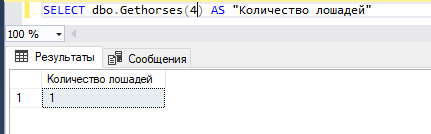 SELECT dbo.Gethorses(4) AS "Количество лошадей"
100 %
Результаты Сообщения
Количество лошадей
1 1